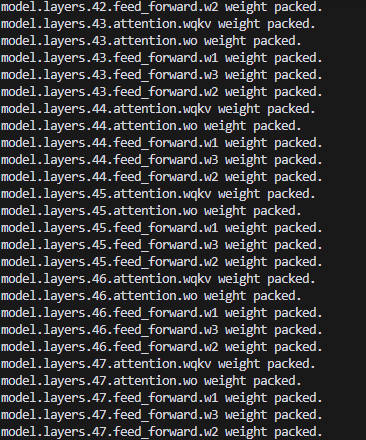 model.layers.42.feed_forward.w2 weight packed.
model.layers.43.attention.wqkv weight packed.
model.layers.43.attention.wo weight packed.
model.layers.43.feed_forward.w1 weight packed.
model.layers.43.feed_forward.w3 weight packed.
model.layers.43.feed_forward.w2 weight packed.
model.layers.44.attention.wqkv weight packed.
model.layers.44.attention.wo weight packed.
model.layers.44.feed_forward.w1 weight packed.
model.layers.44.feed_forward.w3 weight packed.
model.layers.44.feed_forward.w2 weight packed.
model.layers.45.attention.wqkv weight packed.
model.layers.45.attention.wo weight packed.
model.layers.45.feed_forward.w1 weight packed.
model.layers.45.feed_forward.w3 weight packed.
model.layers.45.feed_forward.w2 weight packed.
model.layers.46.attention.wqkv weight packed.
model.layers.46.attention.wo weight packed.
model.layers.46.feed_forward.w1 weight packed.
model.layers.46.feed_forward.w3 weight packed.
model.layers.46.feed_forward.w2 weight packed.
model.layers.47.attention.wqkv weight packed.
model.layers.47.attention.wo weight packed.
model.layers.47.feed_forward.w1 weight packed.
model.layers.47.feed_forward.w3 weight packed.
model.layers.47.feed_forward.w2 weight packed.